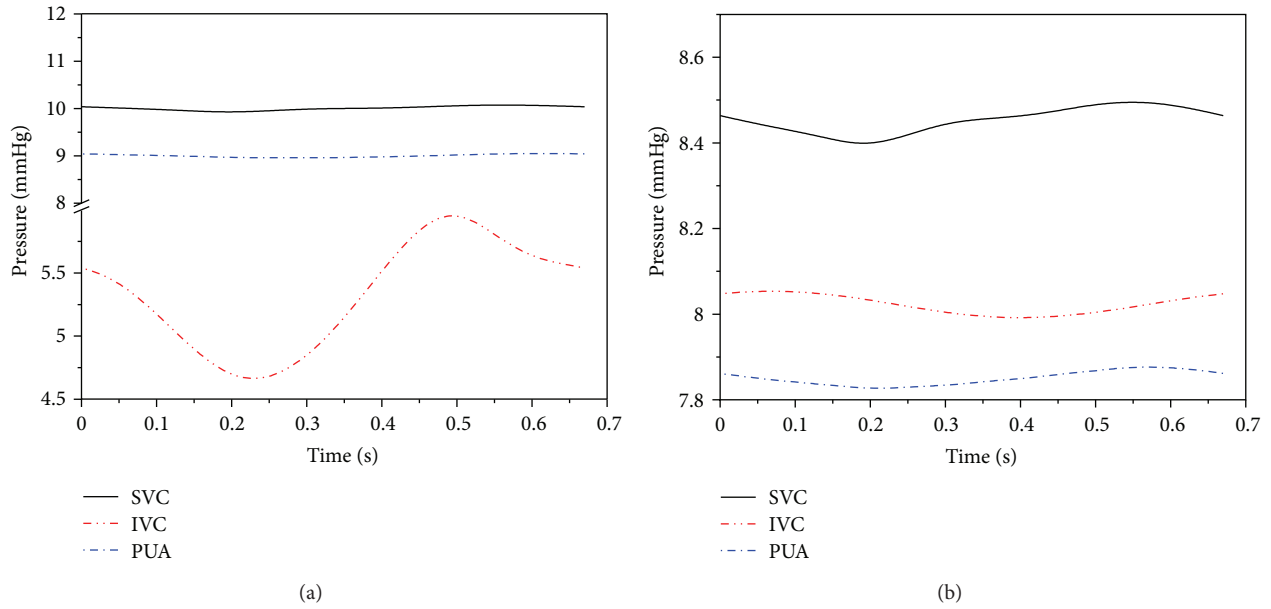 12
11
10
9
8
5.5
5
4.5
Pressure (mmHg)
0 0.1 0.2 0.3 0.4 0.5 0.6 0.7
Time (s)
SVC
IVC
PUA
(a)
8.6
8.4
8.2
8
7.8
Pressure (mmHg)
0 0.1 0.2 0.3 0.4 0.5 0.6 0.7
Time (s)
SVC
IVC
PUA
(b)